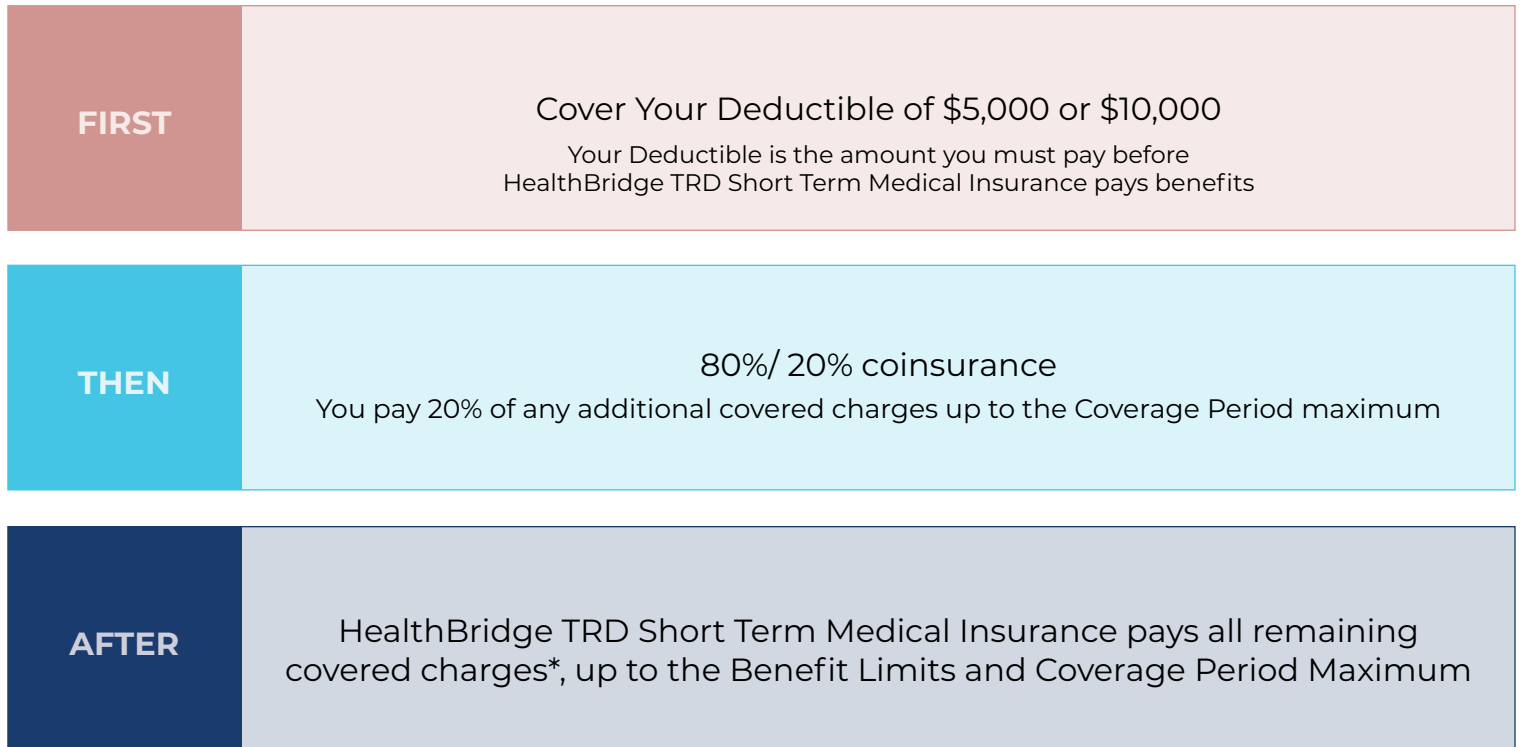 FIRST
Cover Your Deductible of $5,000 or $10,000
Your Deductible is the amount you must pay before
HealthBridge TRD Short Term Medical Insurance pays benefits
THEN
80%/ 20% coinsurance
You pay 20% of any additional covered charges up to the Coverage Period maximum
AFTER
HealthBridge TRD Short Term Medical Insurance pays all remaining
covered charges*, up to the Benefit Limits and Coverage Period Maximum